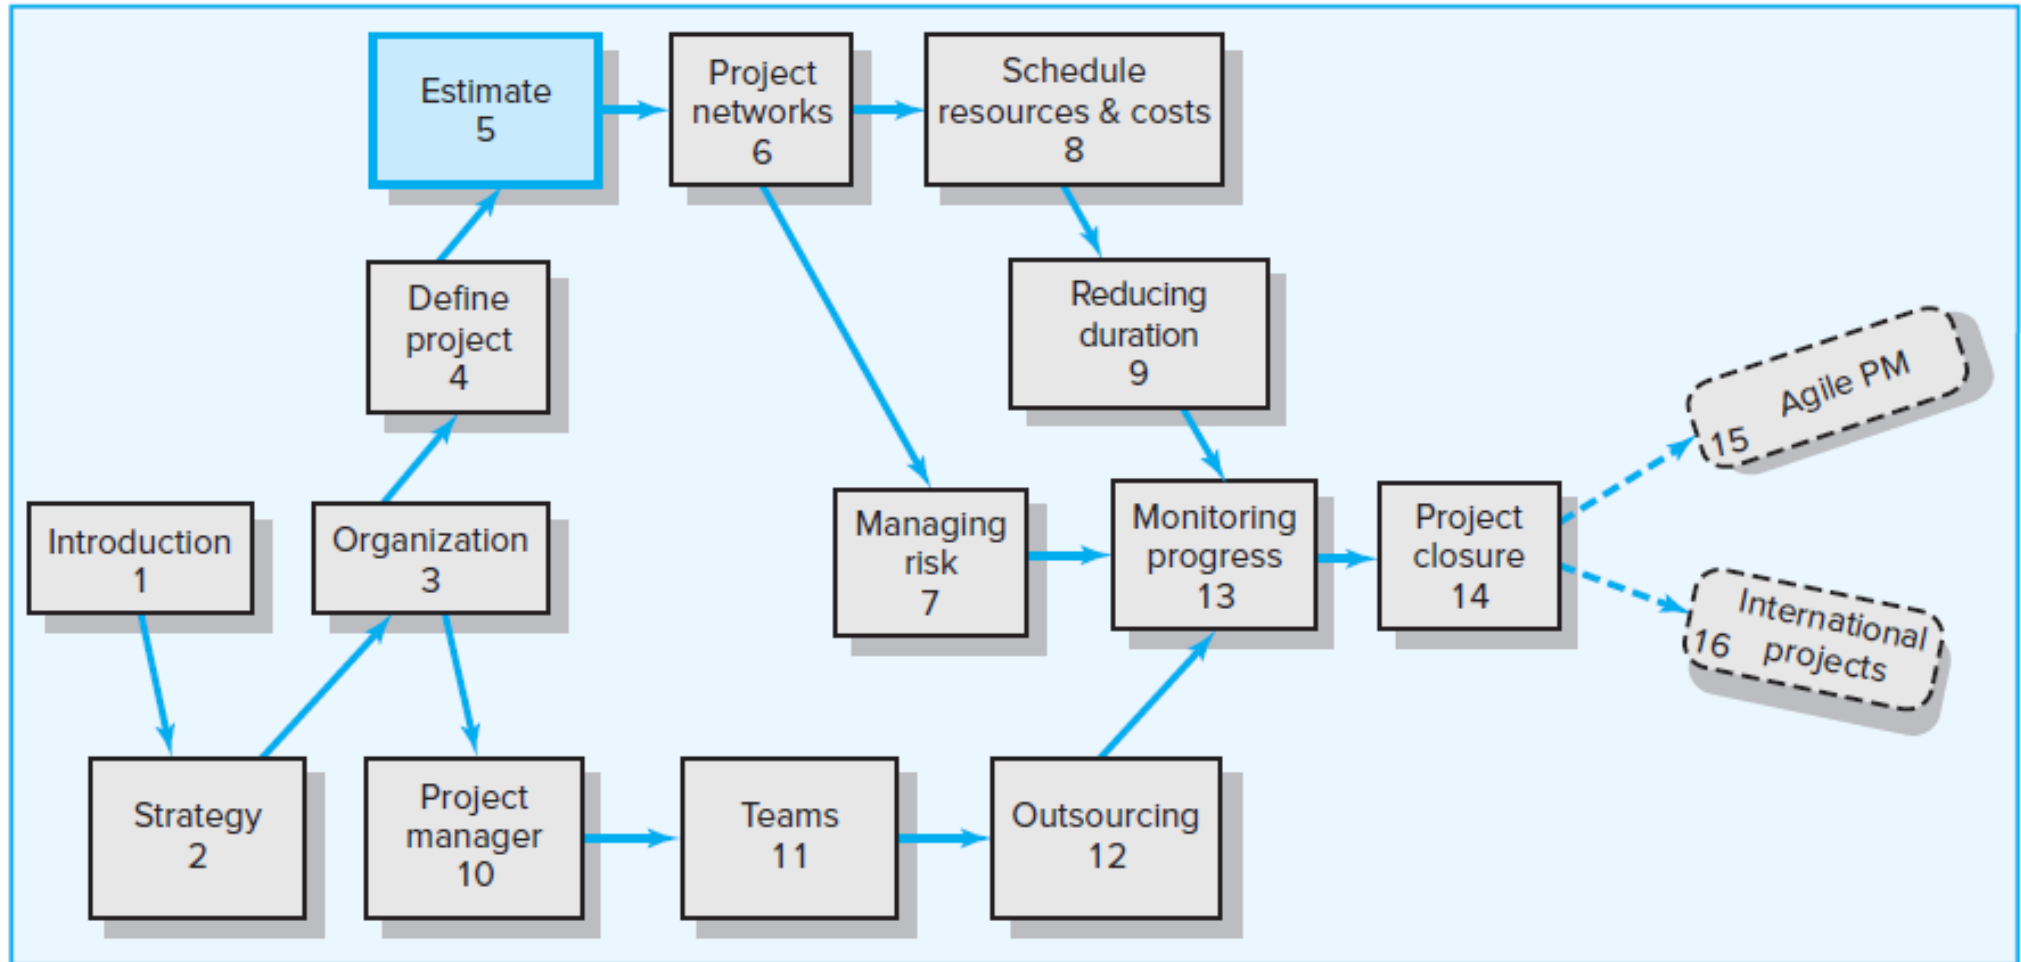 Estimate
5
Project
networks
6
Schedule
resources & costs
8
Define
project
4
Reducing
duration
9
Agile PM
15
Introduction
1
Organization
3
Managing
risk
7
Monitoring
progress
13
Project
closure
14
International
16 projects
Strategy
2
Project
manager
10
Teams
11
Outsourcing
12